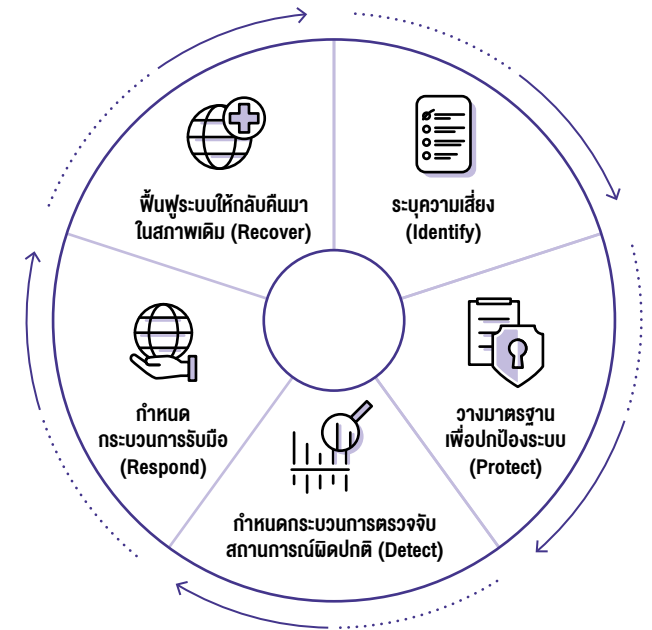 ระบุความเสี่ยง
(Identify)
วางมาตรฐาน
เพื่อปกป้องระบบ
(Protect)
กำหนดกระบวนการตรวจจับ
สถานการณ์ผิดปกติ (Detect)
กำหนด
กระบวนการรับมือ
(Respond)
ฟื้นฟูระบบให้กลับคืนมา
ในสภาพเดิม (Recover)